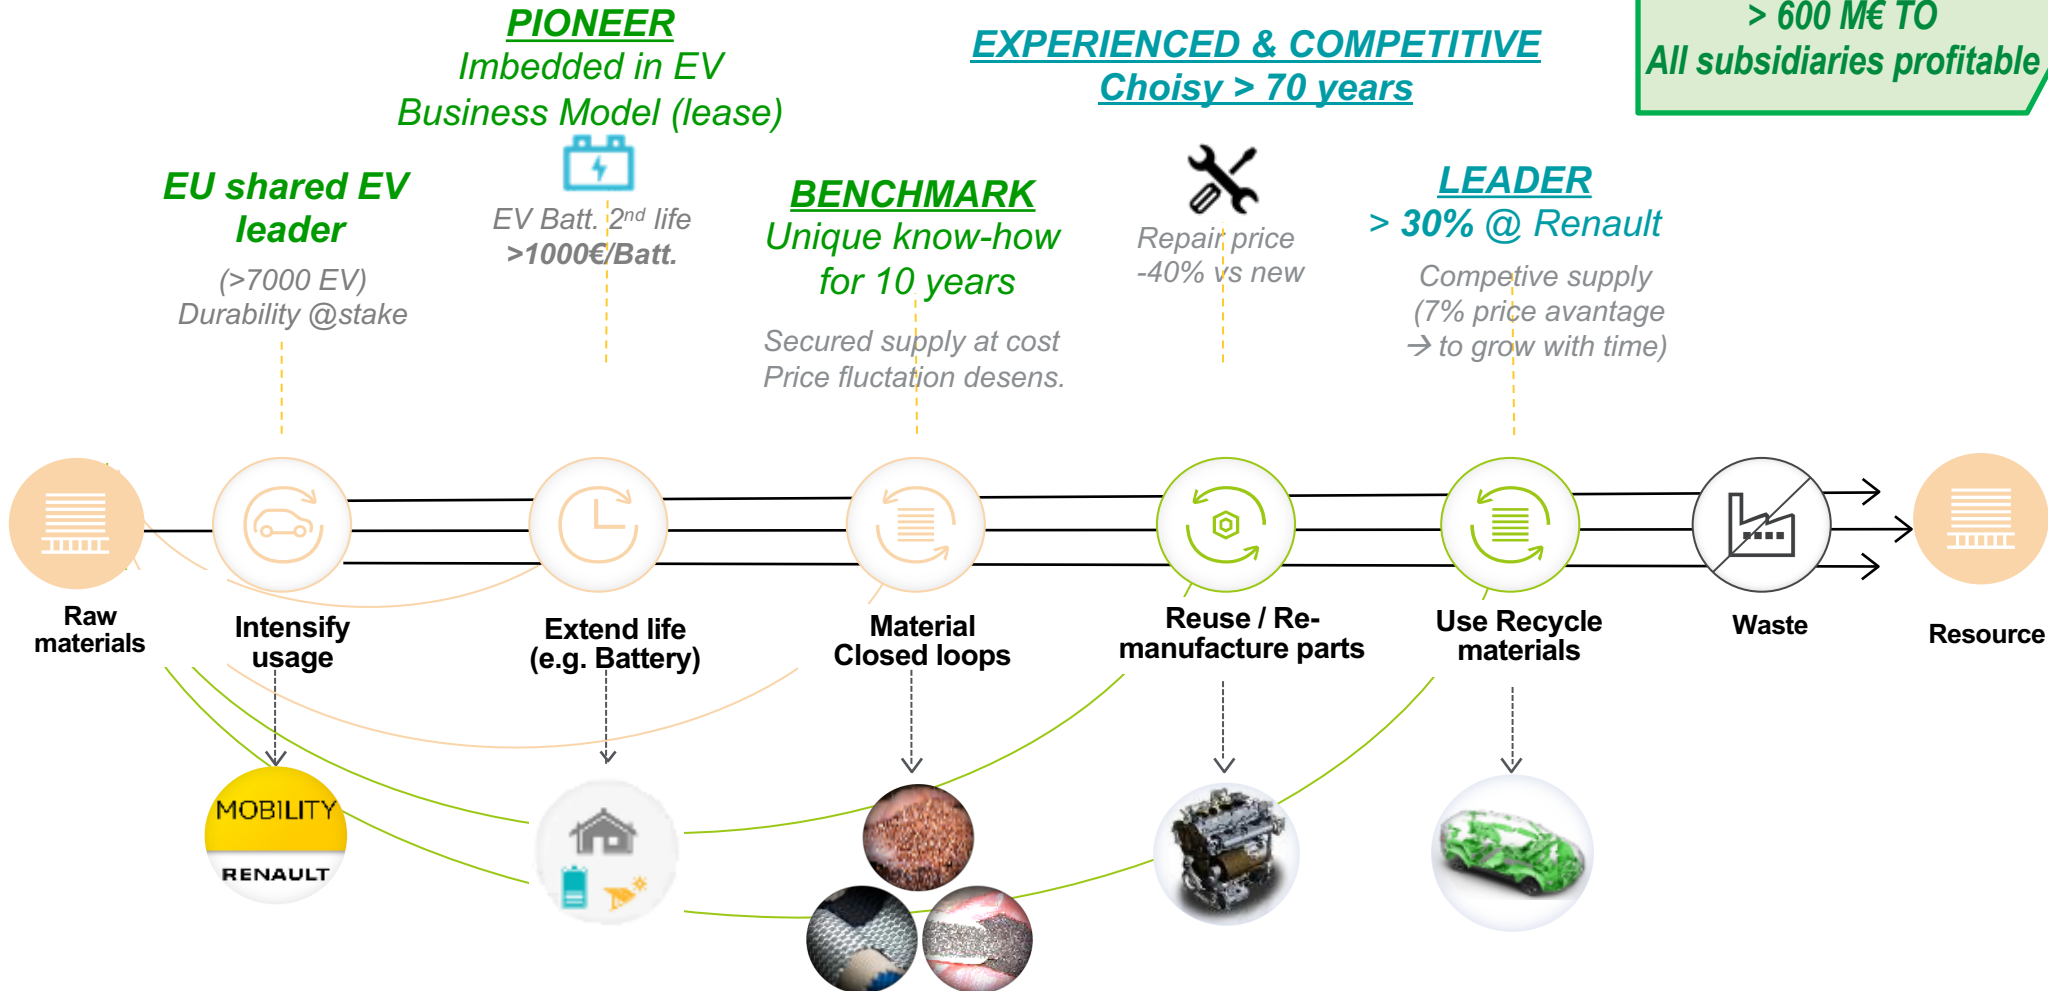 PIONEER
Imbedded in EV
Business Model (lease)
EXPERIENCED & COMPETITIVE
Choisy > 70 years
> 600 M€ TO
All subsidiaries profitable
EU shared EV
leader
(>7000 EV)
Durability @stake
EV Batt. 2nd life
>1000€/Batt.
BENCHMARK
Unique know-how
for 10 years
Secured supply at cost
Price fluctation desens.
Repair price
-40% vs new
LEADER
> 30% @ Renault
Competive supply
(7% price avantage
→ to grow with time)
Raw
materials
Intensify
usage
Extend life
(e.g. Battery)
Material
Closed loops
Reuse / Re-
manufacture parts
Use Recycle
materials
Waste
Resource
MOBILITY
RENAULT